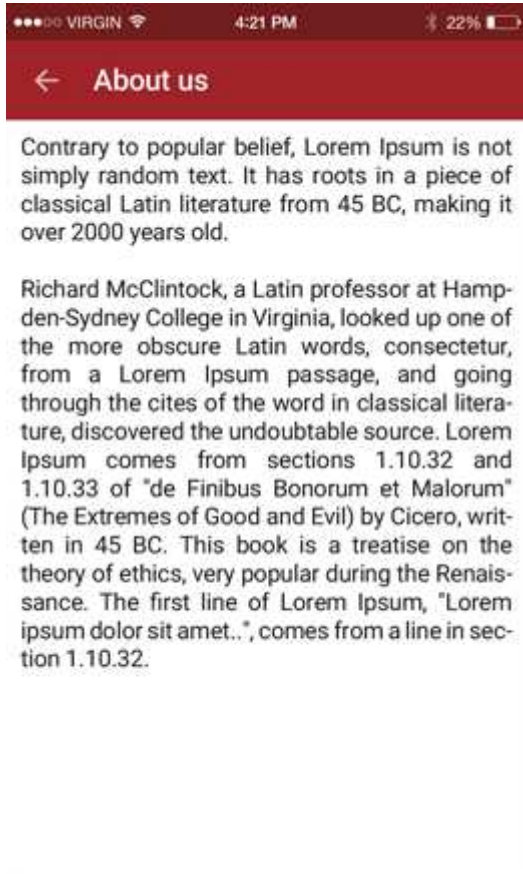 VIRGIN 4:21 PM 22%
About us
Contrary to popular belief, Lorem Ipsum is not
simply random text. It has roots in a piece of
classical Latin literature from 45 BC, making it
over 2000 years old.
Richard McClintock, a Latin professor at Hamp-
den-Sydney College in Virginia, looked up one of
the more obscure Latin words, consectetur,
from a Lorem Ipsum passage, and going
through the cites of the word in classical litera-
ture, discovered the undoubtable source. Lorem
Ipsum comes from sections 1.10.32 and
1.10.33 of "de Finibus Bonorum et Malorum"
(The Extremes of Good and Evil) by Cicero, writ-
ten in 45 BC. This book is a treatise on the
theory of ethics, very popular during the Renais-
sance. The first line of Lorem Ipsum, "Lorem
ipsum dolor sit amet..", comes from a line in sec-
tion 1.10.32.